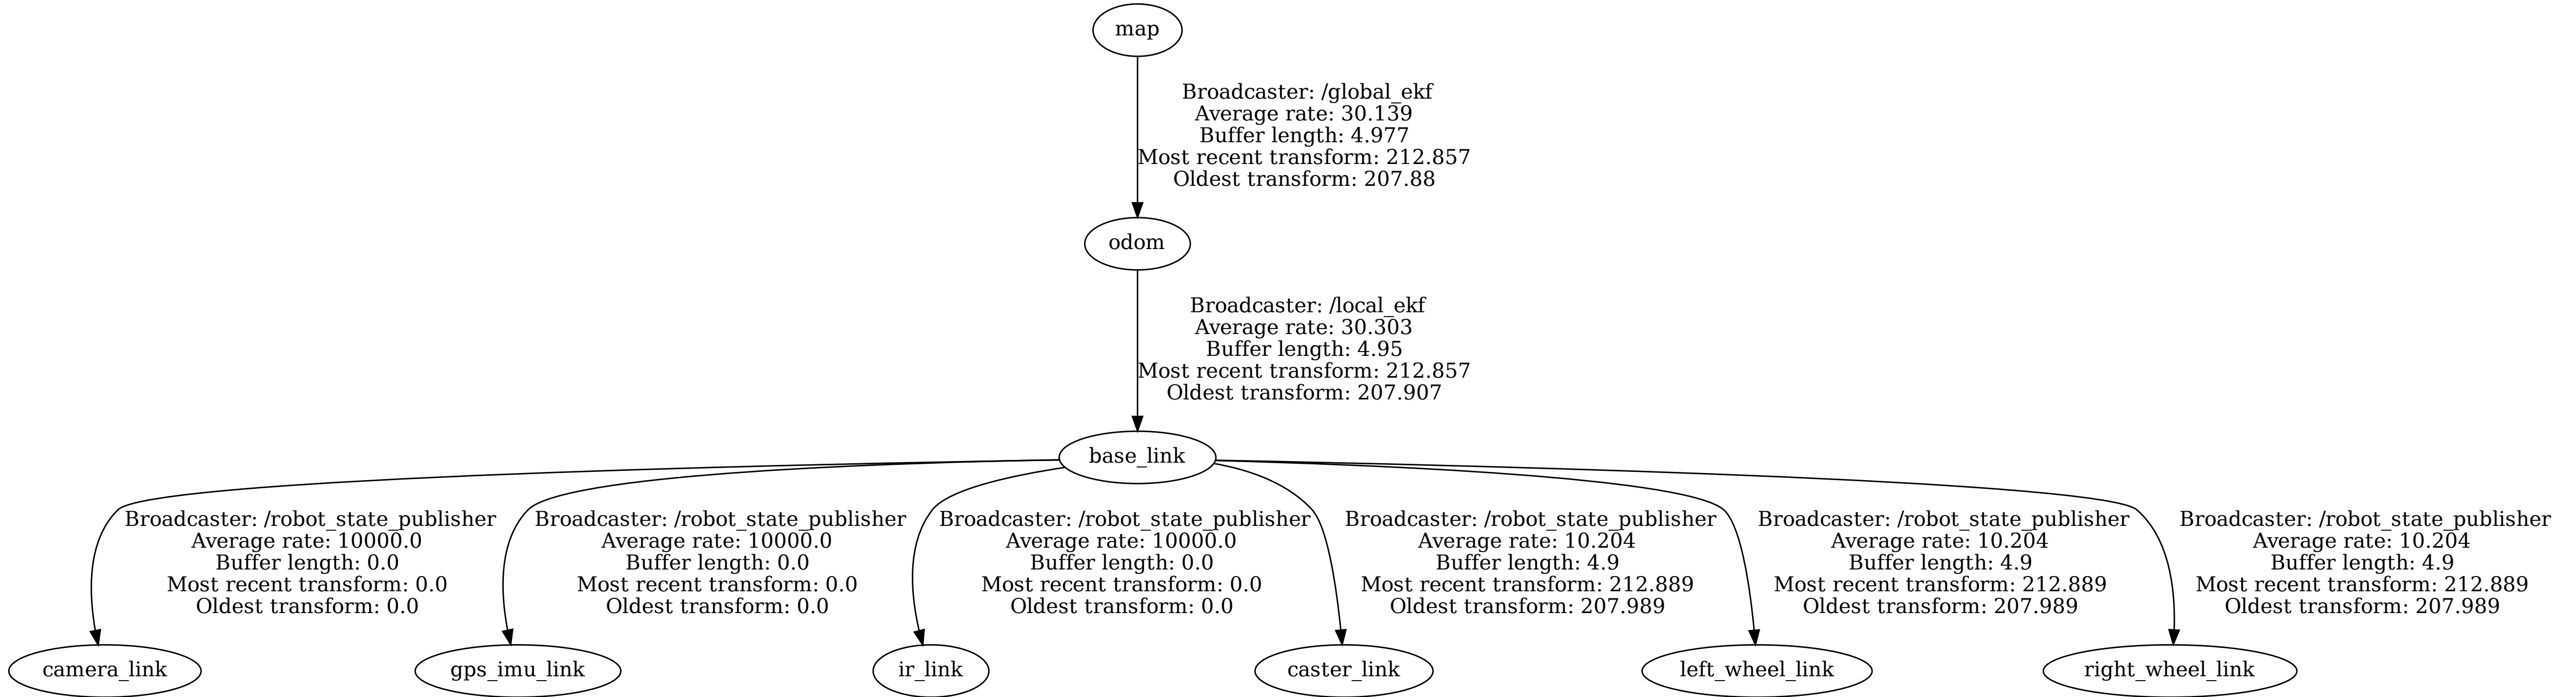 map
Broadcaster: /global_ekf
Average rate: 30.139
Buffer length: 4.977
Most recent transform: 212.857
Oldest transform: 207.88
odom
Broadcaster: /local_ekf
Average rate: 30.303
Buffer length: 4.95
Most recent transform: 212.857
Oldest transform: 207.907
base_link
Broadcaster: /robot_state_publisher
Average rate: 10000.0
Buffer length: 0.0
Most recent transform: 0.0
Oldest transform: 0.0
Broadcaster: /robot_state_publisher
Average rate: 10000.0
Buffer length: 0.0
Most recent transform: 0.0
Oldest transform: 0.0
Broadcaster: /robot_state_publisher
Average rate: 10000.0
Buffer length: 0.0
Most recent transform: 0.0
Oldest transform: 0.0
Broadcaster: /robot_state_publisher
Average rate: 10.204
Buffer length: 4.9
Most recent transform: 212.889
Oldest transform: 207.989
Broadcaster: /robot_state_publisher
Average rate: 10.204
Buffer length: 4.9
Most recent transform: 212.889
Oldest transform: 207.989
Broadcaster: /robot_state_publisher
Average rate: 10.204
Buffer length: 4.9
Most recent transform: 212.889
Oldest transform: 207.989
camera_link
gps_imu_link
ir_link
caster_link
left_wheel_link
right_wheel_link